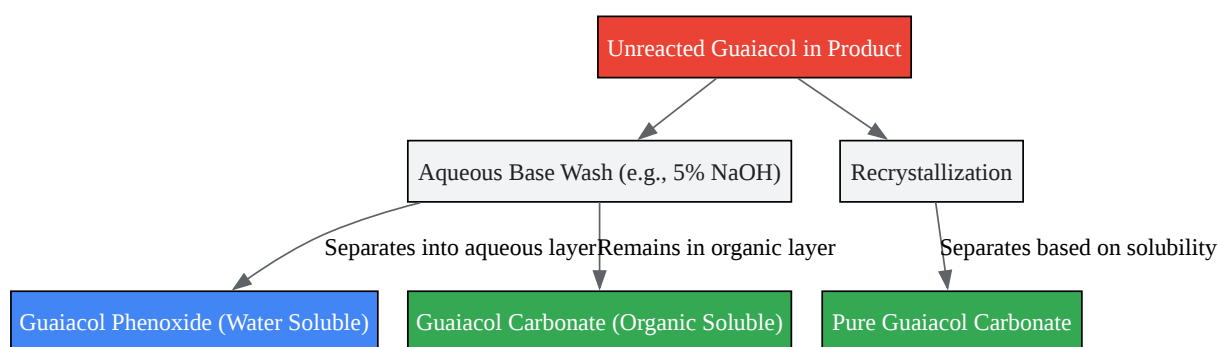 Unreacted Guaiacol in Product
Aqueous Base Wash (e.g., 5% NaOH)
Recrystallization
Separates into aqueous layer
Remains in organic layer
Separates based on solubility
Guaiacol Phenoxide (Water Soluble)
Guaiacol Carbonate (Organic Soluble)
Pure Guaiacol Carbonate